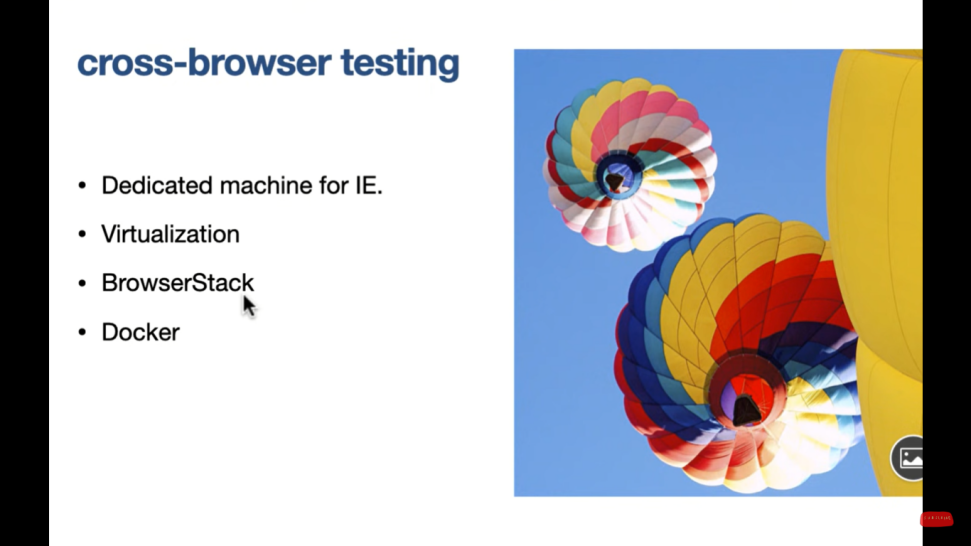 cross-browser testing
• Dedicated machine for IE.
• Virtualization
• BrowserStack
• Docker